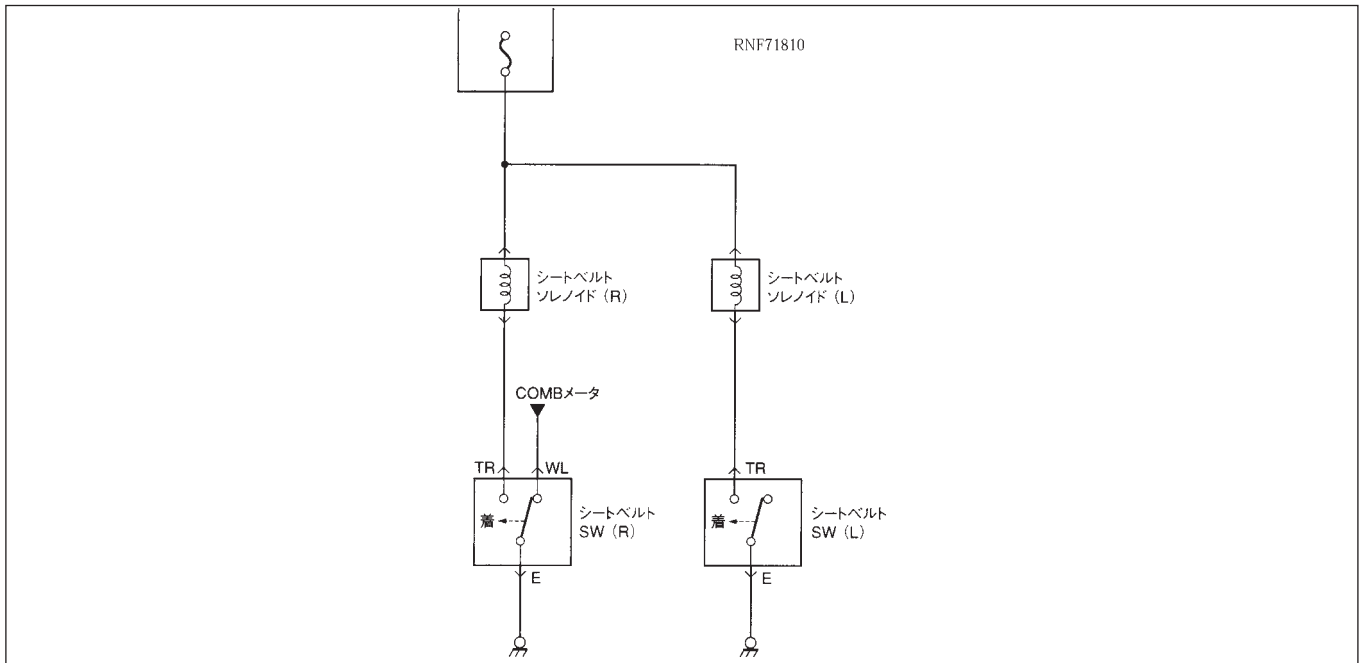 RNF71810
シートベルト
ソレノイド（R）
シートベルト
ソレノイド（L）
COMBメータ
TR
WL
着
シートベルト
SW（R）
E
TR
着
シートベルト
SW（L）
E